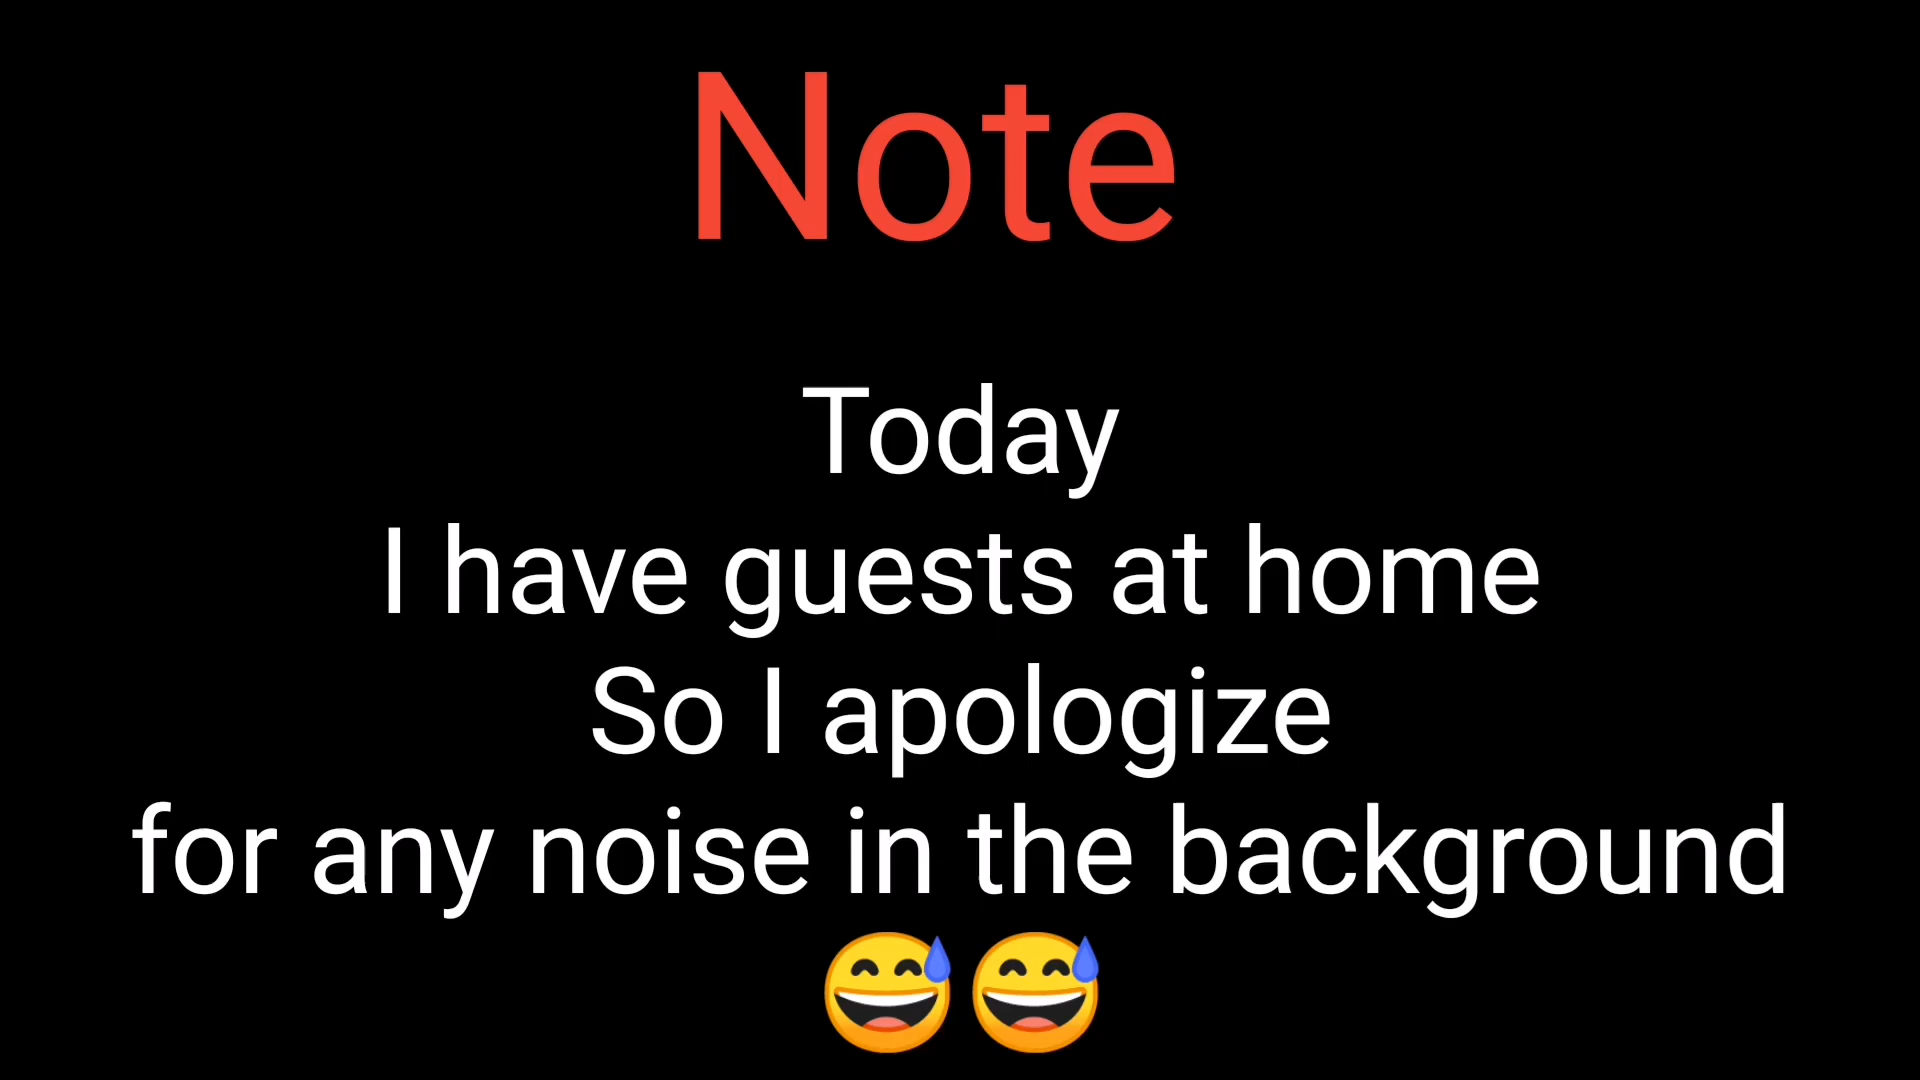 Note
Today
I have guests at home
So I apologize
for any noise in the background
😅😅